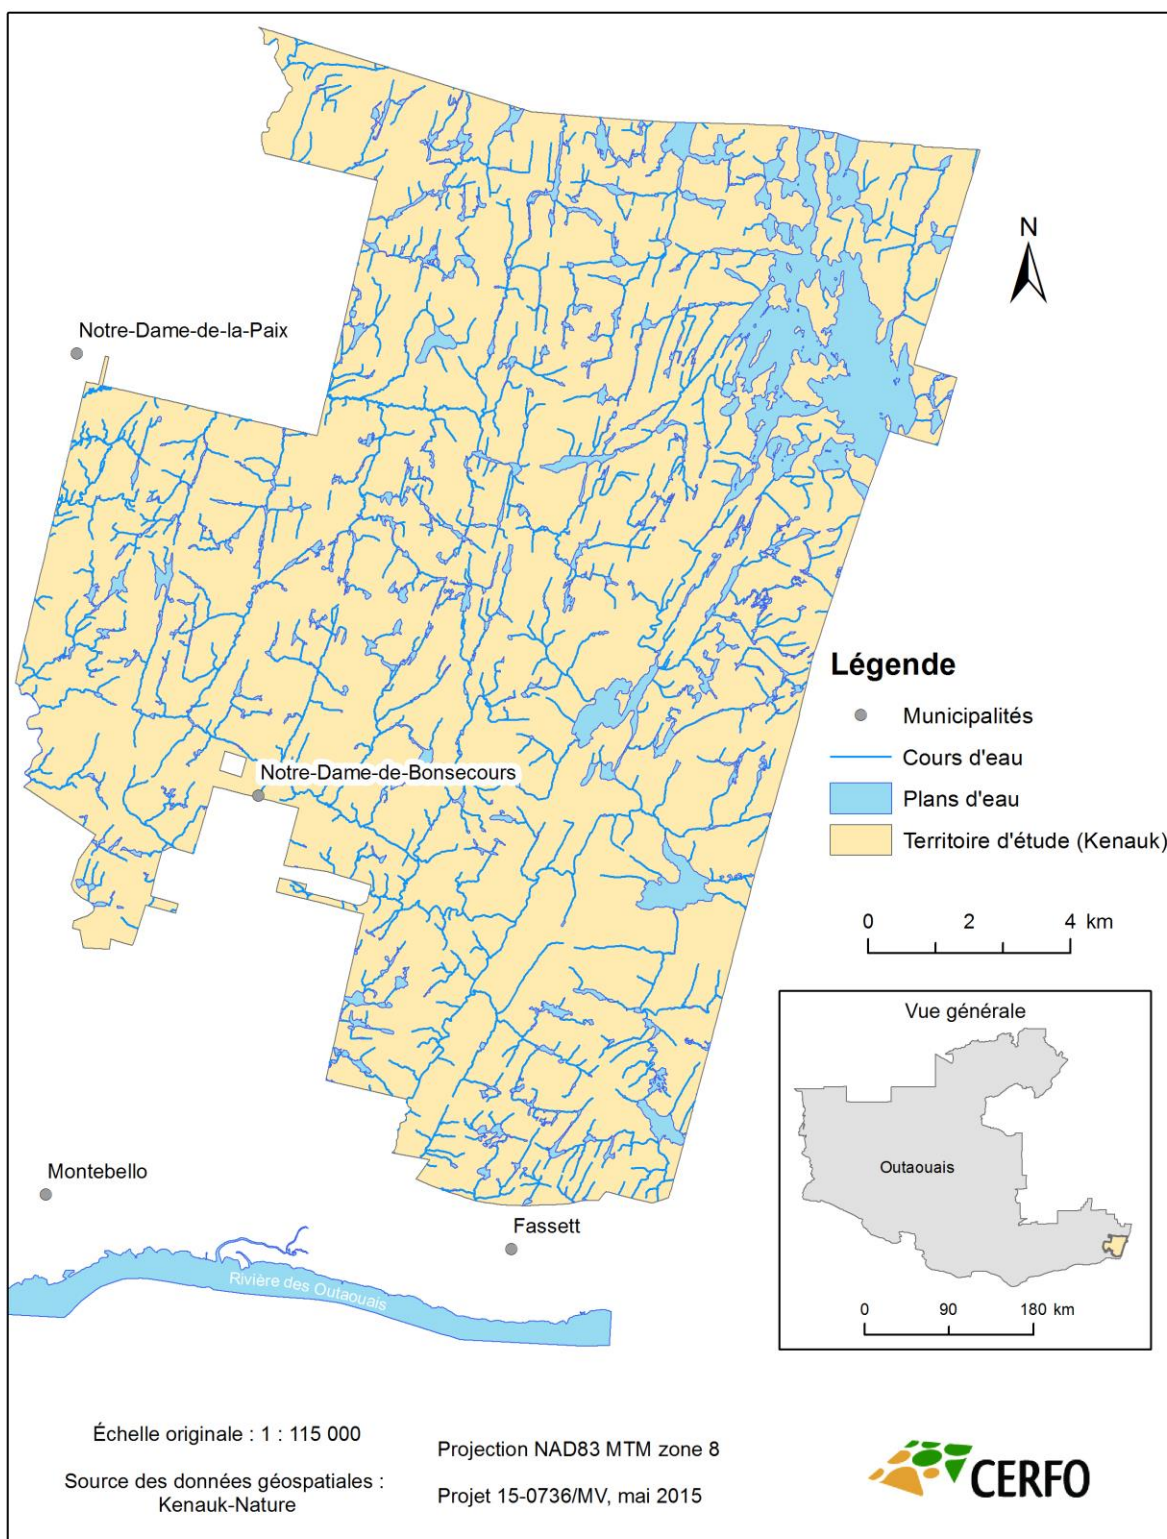 N
Notre-Dame-de-la-Paix
Légende
Municipalités
Cours d'eau
Notre-Dame-de-Bonsecours
Plans d'eau
Territoire d'étude (Kenauk)
0 2 4 km
Vue générale
Outaouais
0 90 180 km
Montebello
Fassett
Rivière des Outaouais
Échelle originale : 1 : 115 000
Source des données géospatiales :
Kenauk-Nature
Projection NAD83 MTM zone 8
Projet 15-0736/MV, mai 2015
CERFO